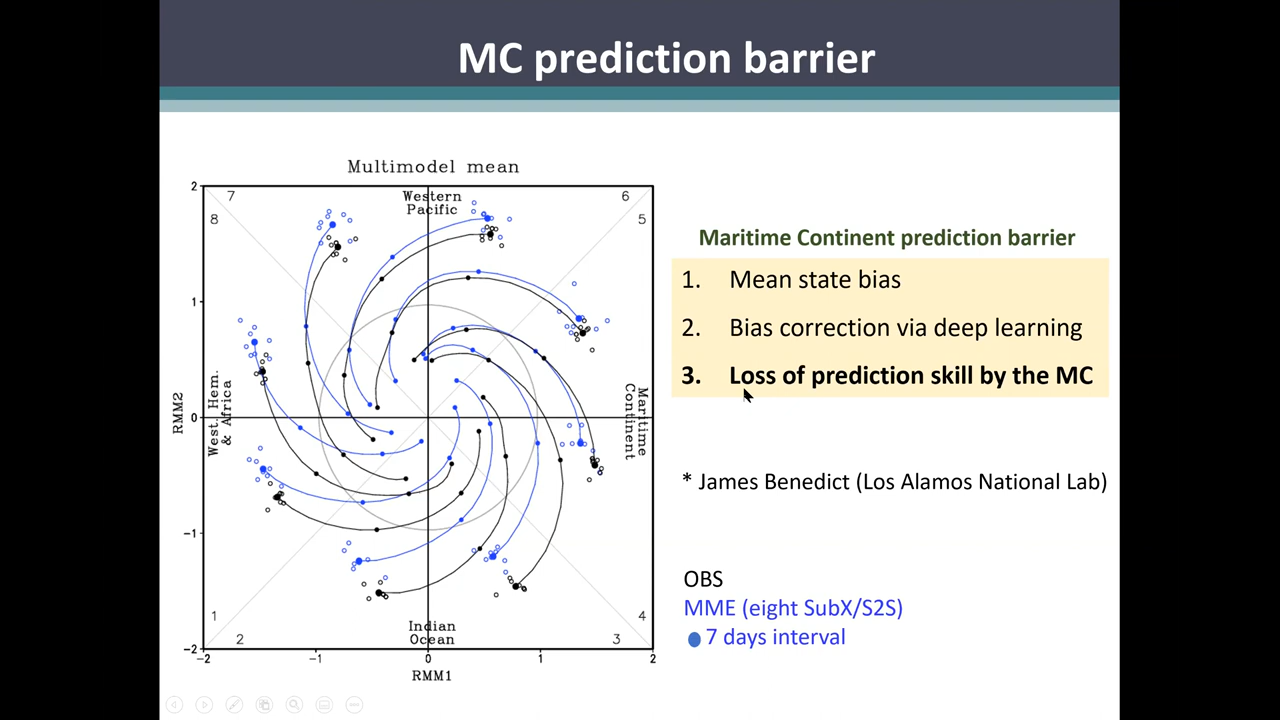 MC prediction barrier
Multimodel mean
2
7
Western
Pacific
6
8
5
1
RMM2
West. Hem.
& Africa
0
Maritime
Continent
-1
1
4
Indian
Ocean
2
3
-2
-2
-1
0
1
2
RMM1
Maritime Continent prediction barrier
1. Mean state bias
2. Bias correction via deep learning
3. Loss of prediction skill by the MC
* James Benedict (Los Alamos National Lab)
OBS
MME (eight SubX/S2S)
7 days interval